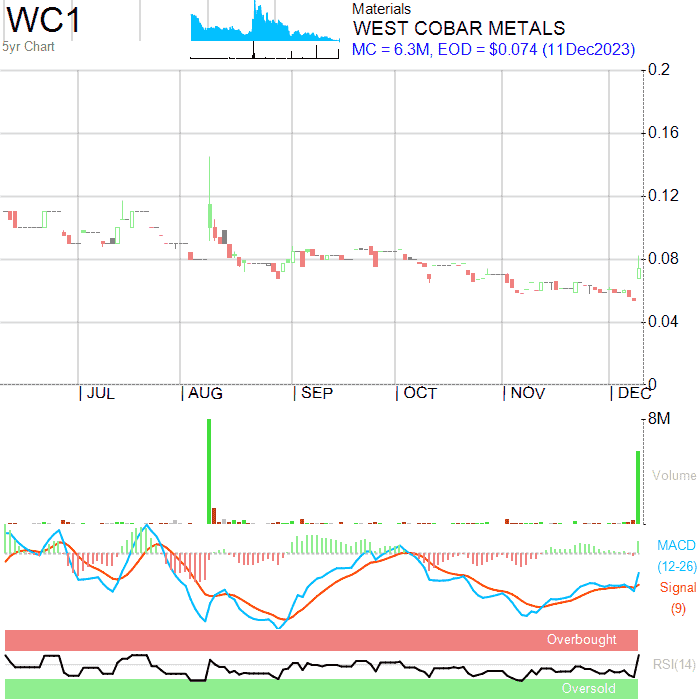 WC1
5yr Chart
Materials
WEST COBAR METALS
MC = 6.3M, EOD = $0.074 (11Dec2023)
0.2
0.16
0.12
0.08
0.04
0
JUL AUG SEP OCT NOV DEC
8M
Volume
MACD
(12-26)
Signal
(9)
Overbought
RSI(14)
Oversold